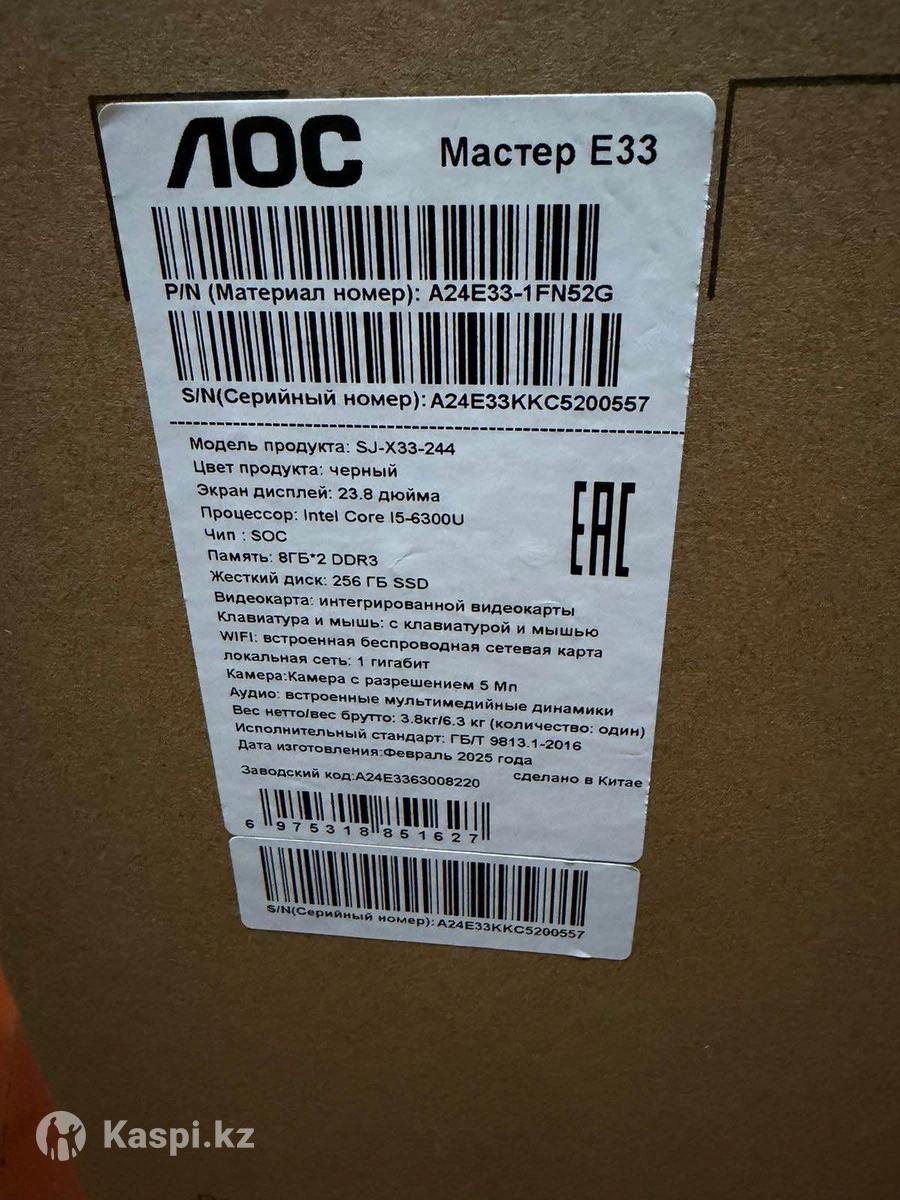 AOC
Мастер E33
P/N (Материал номер): A24E33-1FN52G
S/N(Серийный номер): A24E33KKC5200557
Модель продукта: SJ-X33-244
Цвет продукта: черный
Экран дисплей: 23.8 дюйма
Процессор: Intel Core I5-6300U
Чип : SOC
Память: 8ГБ*2 DDR3
Жесткий диск: 256 ГБ SSD
Видеокарта: интегрированной видеокарты
Клавиатура и мышь: с клавиатурой и мышью
WIFI: встроенная беспроводная сетевая карта
локальная сеть: 1 гигабит
Камера:Камера с разрешением 5 Мп
Аудио: встроенные мультимедийные динамики
Вес нетто/вес брутто: 3.8кг/6.3 кг (количество: один)
Исполнительный стандарт: ГБ/Т 9813.1-2016
Дата изготовления:Февраль 2025 года
Заводский код:A24E3363008220
сделано в Китае
EAC
6 975318 851627
S/N(Серийный номер): A24E33KKC5200557
Kaspi.kz